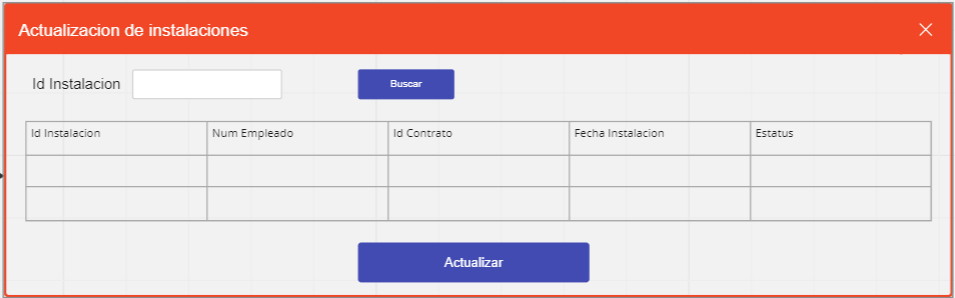 Actualizacion de instalaciones
Id Instalacion Buscar
Id Instalacion Num Empleado Id Contrato Fecha Instalacion Estatus
Actualizar